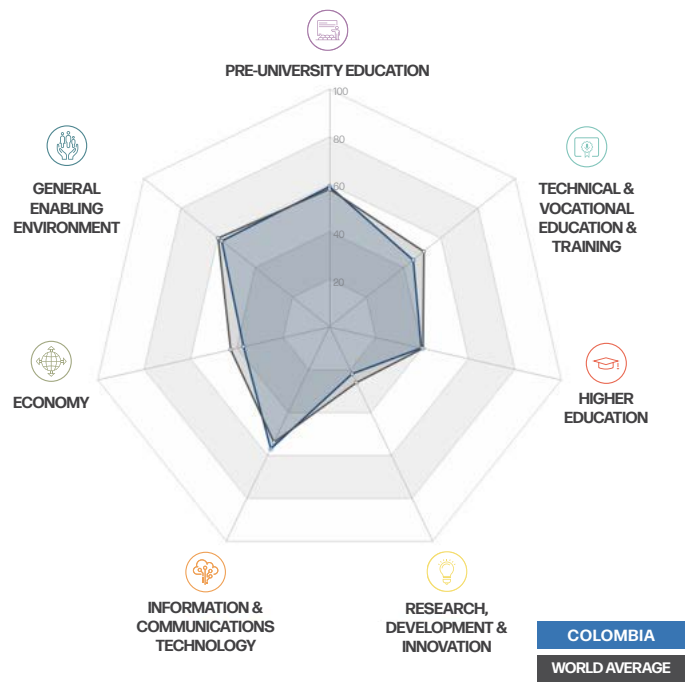 PRE-UNIVERSITY EDUCATION
100
80
60
40
20
GENERAL
ENABLING
ENVIRONMENT
TECHNICAL &
VOCATIONAL
EDUCATION &
TRAINING
ECONOMY
HIGHER
EDUCATION
INFORMATION &
COMMUNICATIONS
TECHNOLOGY
RESEARCH,
DEVELOPMENT &
INNOVATION
COLOMBIA
WORLD AVERAGE